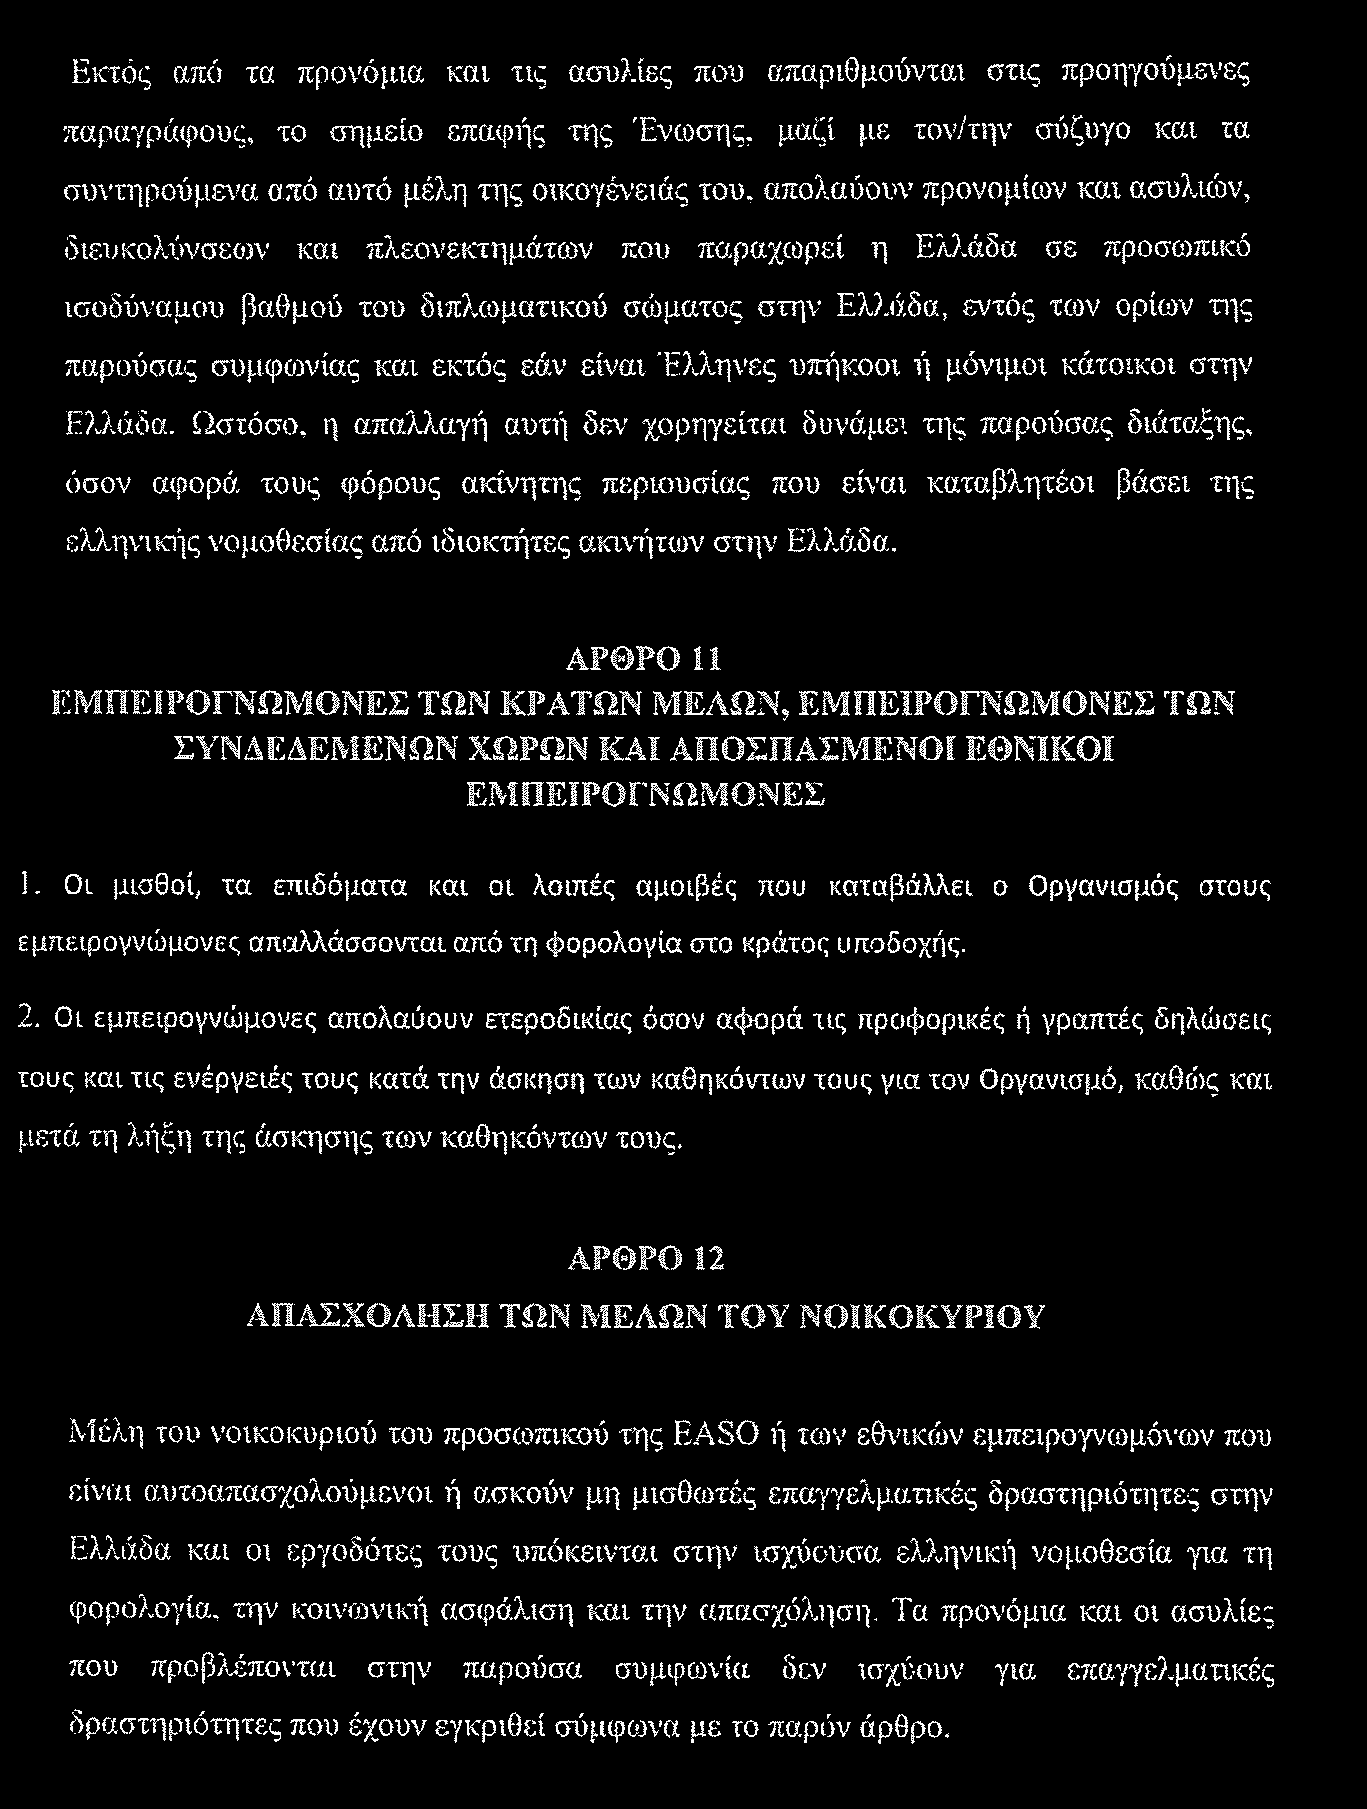 Εκτός από τα προνόμια και τις ασυλίες που απαριθμούνται στις προηγούμενες
παραγράφους, το σημείο επαφής της Ένωσης, μαζί με τον/την σύζυγο και τα
συντηρούμενα από αυτό μέλη της οικογένειάς του, απολαύουν προνομίων και ασυλιών,
διευκολύνσεων και πλεονεκτημάτων που παραχωρεί η Ελλάδα σε προσωπικό
ισοδύναμου βαθμού του διπλωματικού σώματος στην Ελλάδα, εντός των ορίων της
παρούσας συμφωνίας και εκτός εάν είναι Έλληνες υπήκοοι ή μόνιμοι κάτοικοι στην
Ελλάδα. Ωστόσο, η απαλλαγή αυτή δεν χορηγείται δυνάμει της παρούσας διάταξης,
όσον αφορά τους φόρους ακίνητης περιουσίας που είναι καταβλητέοι βάσει της
ελληνικής νομοθεσίας από ιδιοκτήτες ακινήτων στην Ελλάδα.
ΑΡΘΡΟ 11
ΕΜΠΕΙΡΟΓΝΩΜΟΝΕΣ ΤΩΝ ΚΡΑΤΩΝ ΜΕΛΩΝ, ΕΜΠΕΙΡΟΓΝΩΜΟΝΕΣ ΤΩΝ
ΣΥΝΔΕΔΕΜΕΝΩΝ ΧΩΡΩΝ ΚΑΙ ΑΠΟΣΠΑΣΜΕΝΟΙ ΕΘΝΙΚΟΙ
ΕΜΠΕΙΡΟΓΝΩΜΟΝΕΣ
1. Οι μισθοί, τα επιδόματα και οι λοιπές αμοιβές που καταβάλλει ο Οργανισμός στους
εμπειρογνώμονες απαλλάσσονται από τη φορολογία στο κράτος υποδοχής.
2. Οι εμπειρογνώμονες απολαύουν ετεροδικίας όσον αφορά τις προφορικές ή γραπτές δηλώσεις
τους και τις ενέργειές τους κατά την άσκηση των καθηκόντων τους για τον Οργανισμό, καθώς και
μετά τη λήξη της άσκησης των καθηκόντων τους.
ΑΡΘΡΟ 12
ΑΠΑΣΧΟΛΗΣΗ ΤΩΝ ΜΕΛΩΝ ΤΟΥ ΝΟΙΚΟΚΥΡΙΟΥ
Μέλη του νοικοκυριού του προσωπικού της EASO ή των εθνικών εμπειρογνωμόνων που
είναι αυτοαπασχολούμενοι ή ασκούν μη μισθωτές επαγγελματικές δραστηριότητες στην
Ελλάδα και οι εργοδότες τους υπόκεινται στην ισχύουσα ελληνική νομοθεσία για τη
φορολογία, την κοινωνική ασφάλιση και την απασχόληση. Τα προνόμια και οι ασυλίες
που προβλέπονται στην παρούσα συμφωνία δεν ισχύουν για επαγγελματικές
δραστηριότητες που έχουν εγκριθεί σύμφωνα με το παρόν άρθρο.